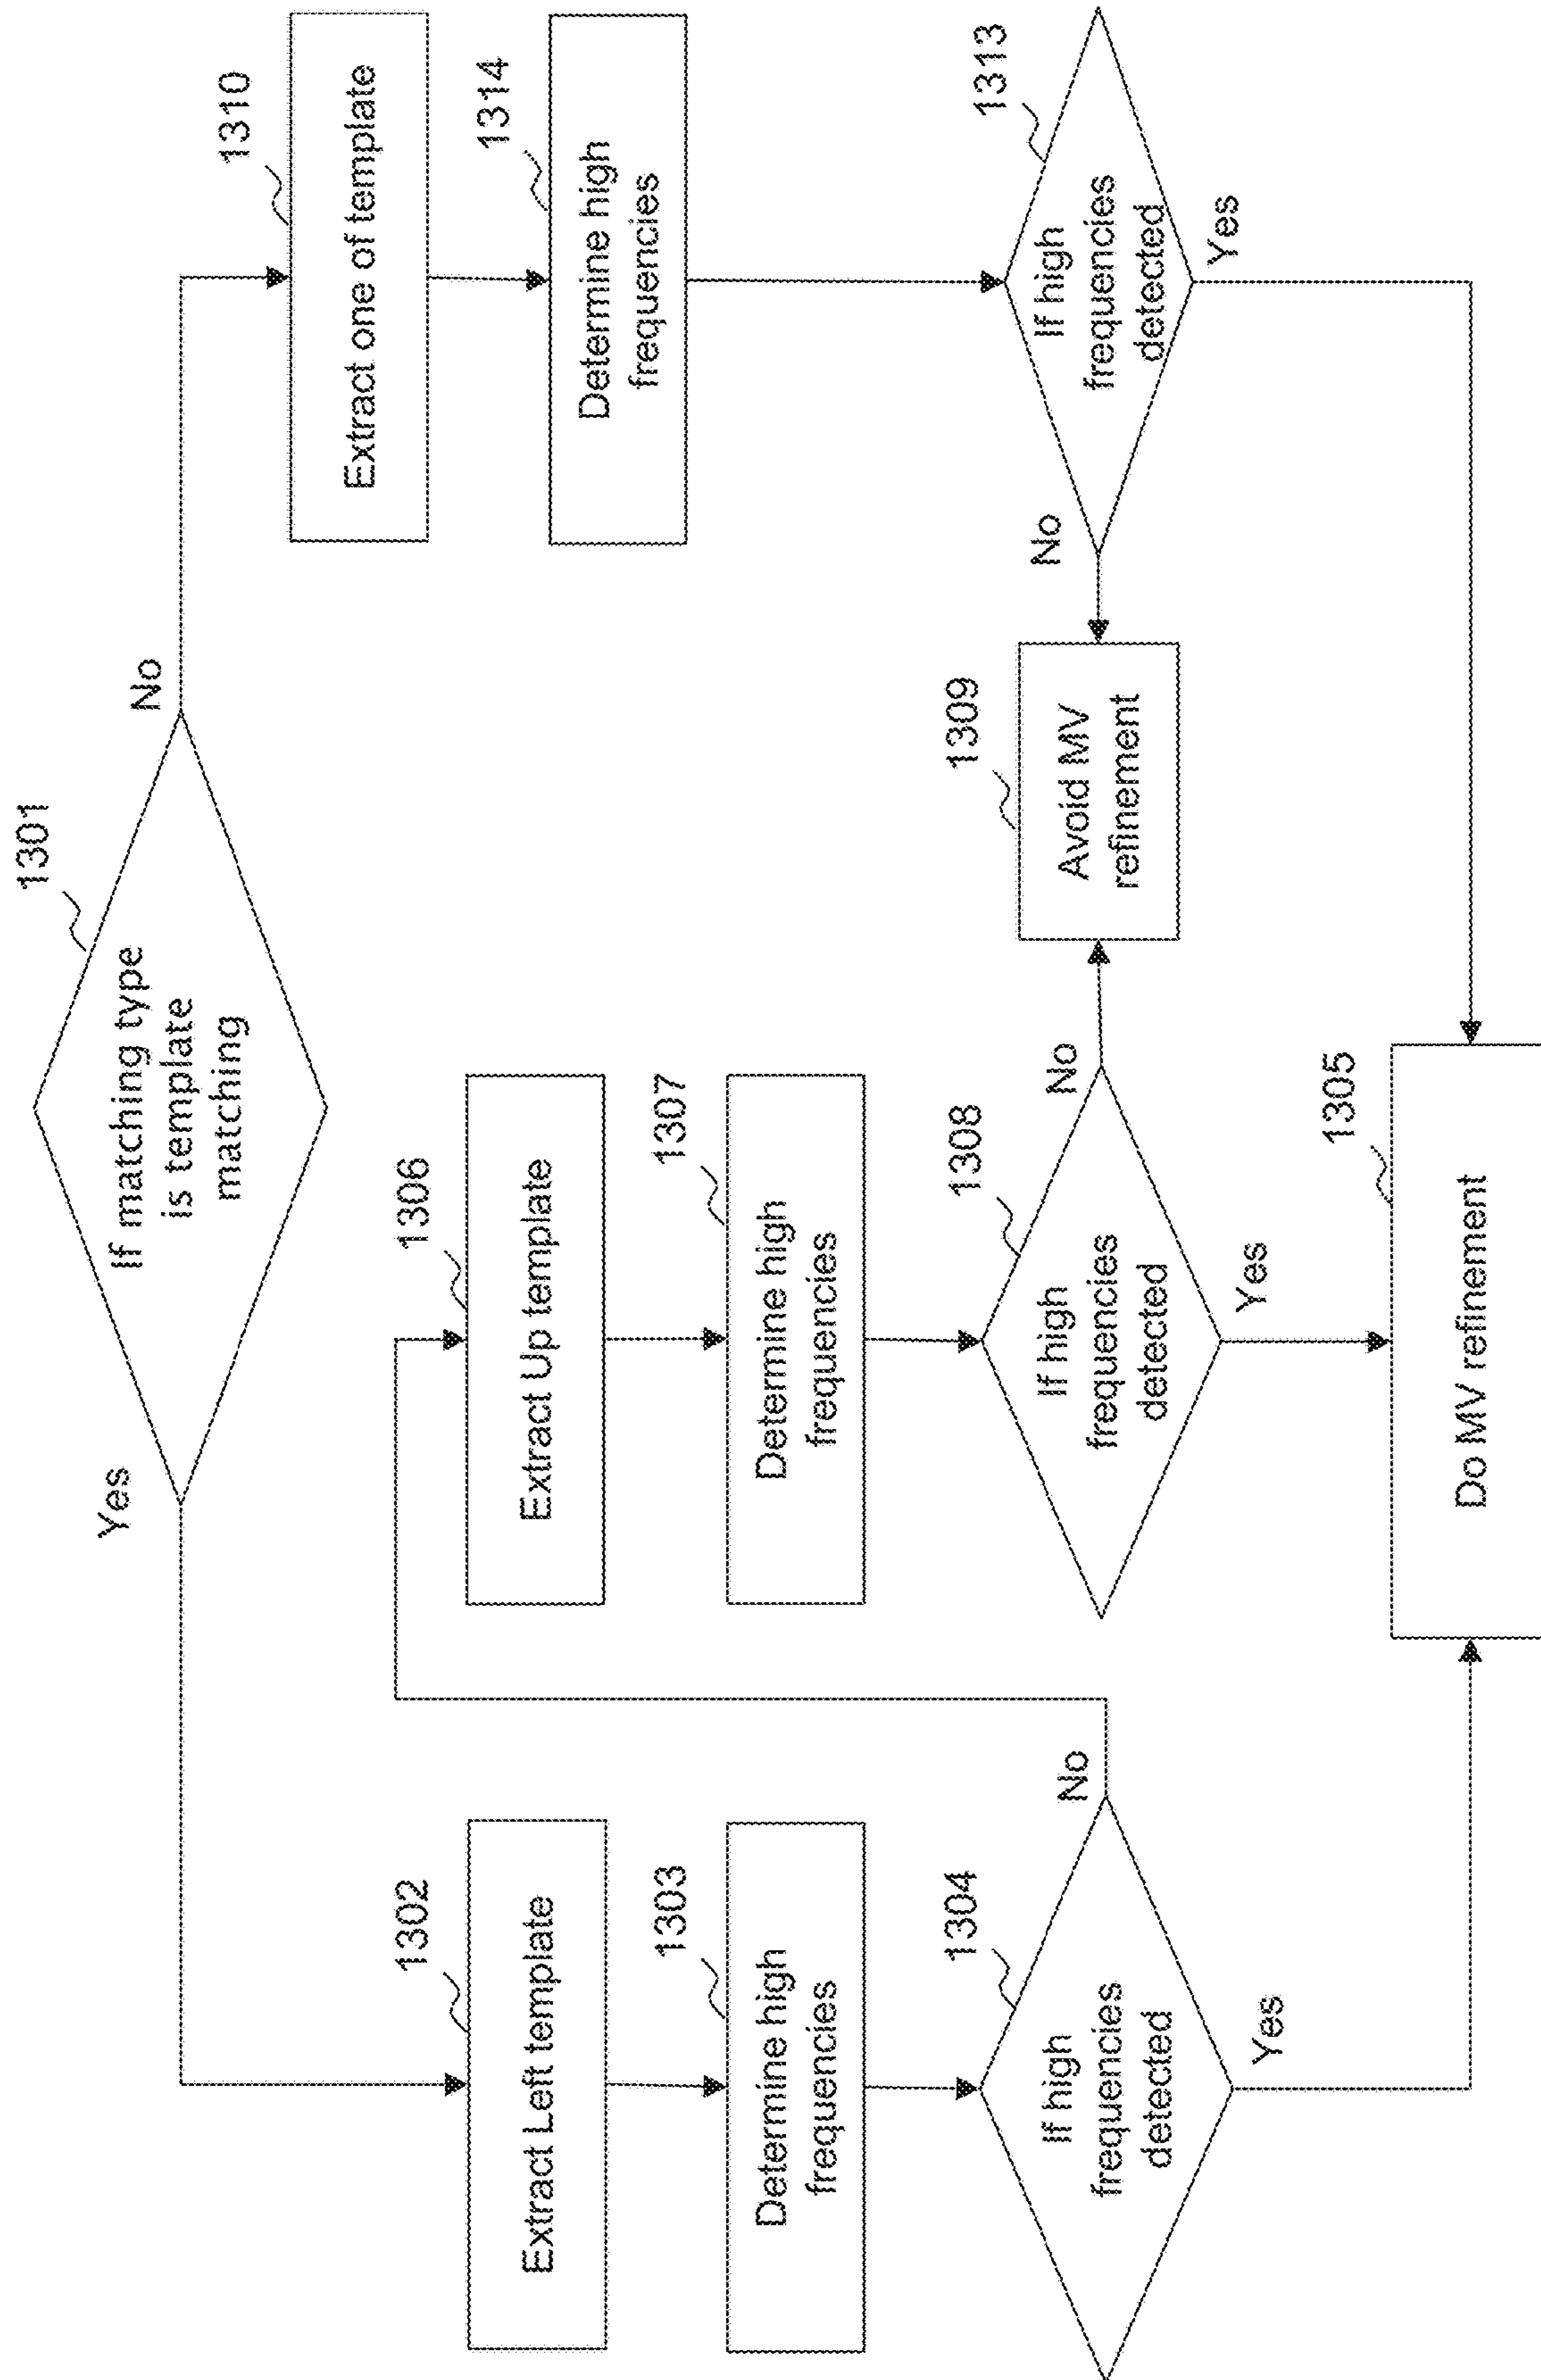 1301
If matching type
is template
matching
Yes
No
1302
Extract Left template
1303
Determine high
frequencies
1304
If high
frequencies
detected
No
Yes
1306
Extract Up template
1307
Determine high
frequencies
1308
If high
frequencies
detected
No
Yes
1309
Avoid MV
refinement
1310
Extract one of template
1314
Determine high
frequencies
1313
If high
frequencies
detected
No
Yes
1305
Do MV refinement